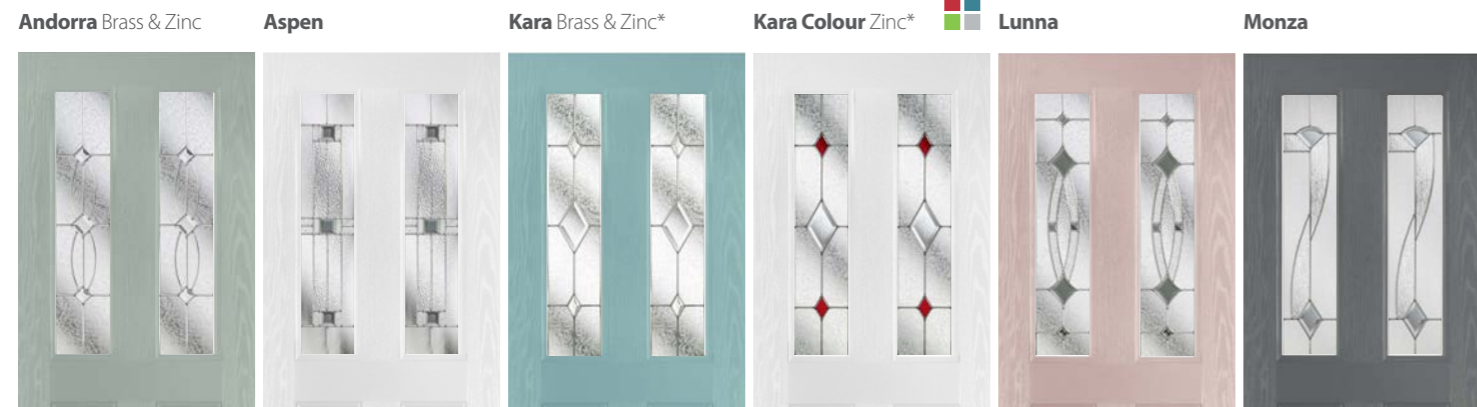 Andorra Brass & Zinc
Aspen
Kara Brass & Zinc*
Kara Colour Zinc*
Lunna
Monza